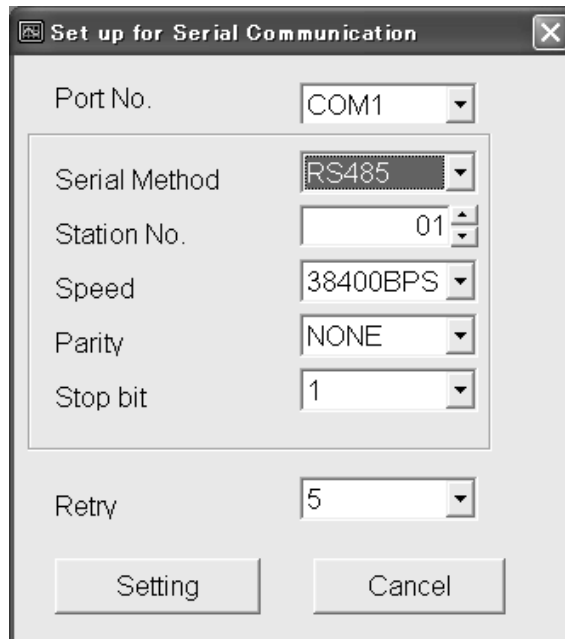 Set up for Serial Communication
Port No. COM1
Serial Method RS485
Station No. 01
Speed 38400BPS
Parity NONE
Stop bit 1
Retry 5
Setting Cancel